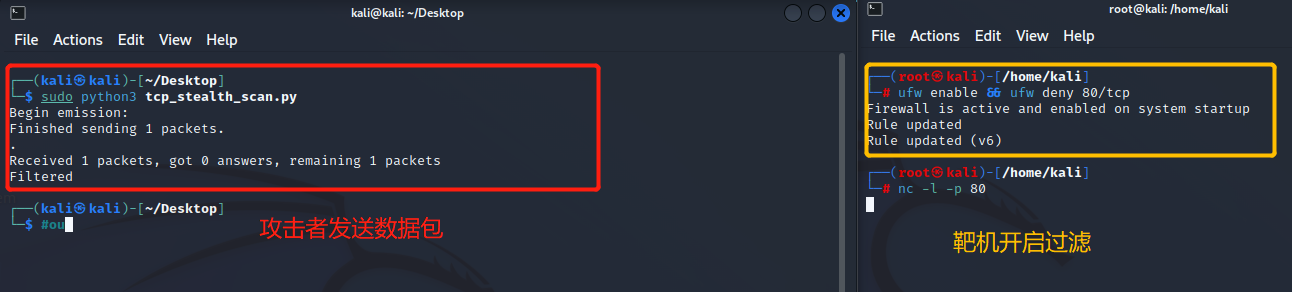 kali@kali: ~/Desktop
File Actions Edit View Help
┌──(kali㉿kali)-[~/Desktop]
└─$ sudo python3 tcp_stealth_scan.py
Begin emission:
Finished sending 1 packets.
.
Received 1 packets, got 0 answers, remaining 1 packets
Filtered
┌──(kali㉿kali)-[~/Desktop]
└─$ #ou
攻击者发送数据包
root@kali: /home/kali
File Actions Edit View Help
┌──(root㉿kali)-[/home/kali]
└─# ufw enable && ufw deny 80/tcp
Firewall is active and enabled on system startup
Rule updated
Rule updated (v6)
┌──(root㉿kali)-[/home/kali]
└─# nc -l -p 80
靶机开启过滤